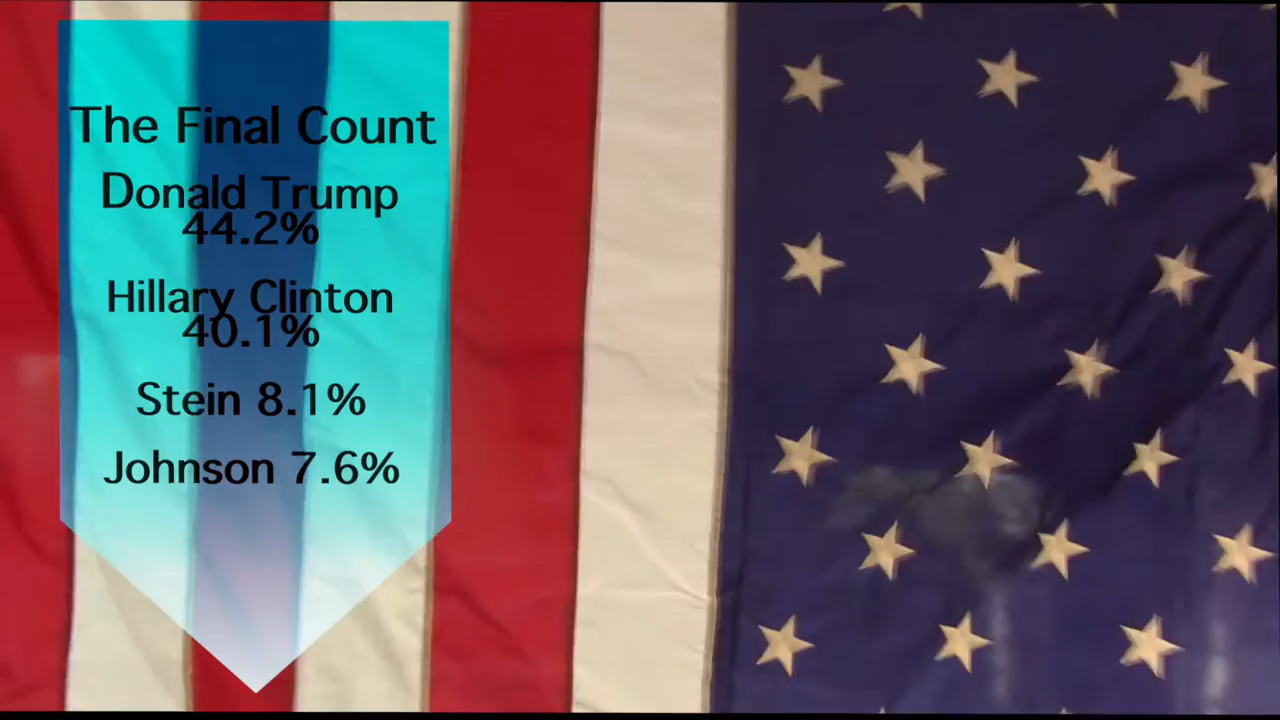 The Final Count
Donald Trump
44.2%
Hillary Clinton
40.1%
Stein 8.1%
Johnson 7.6%